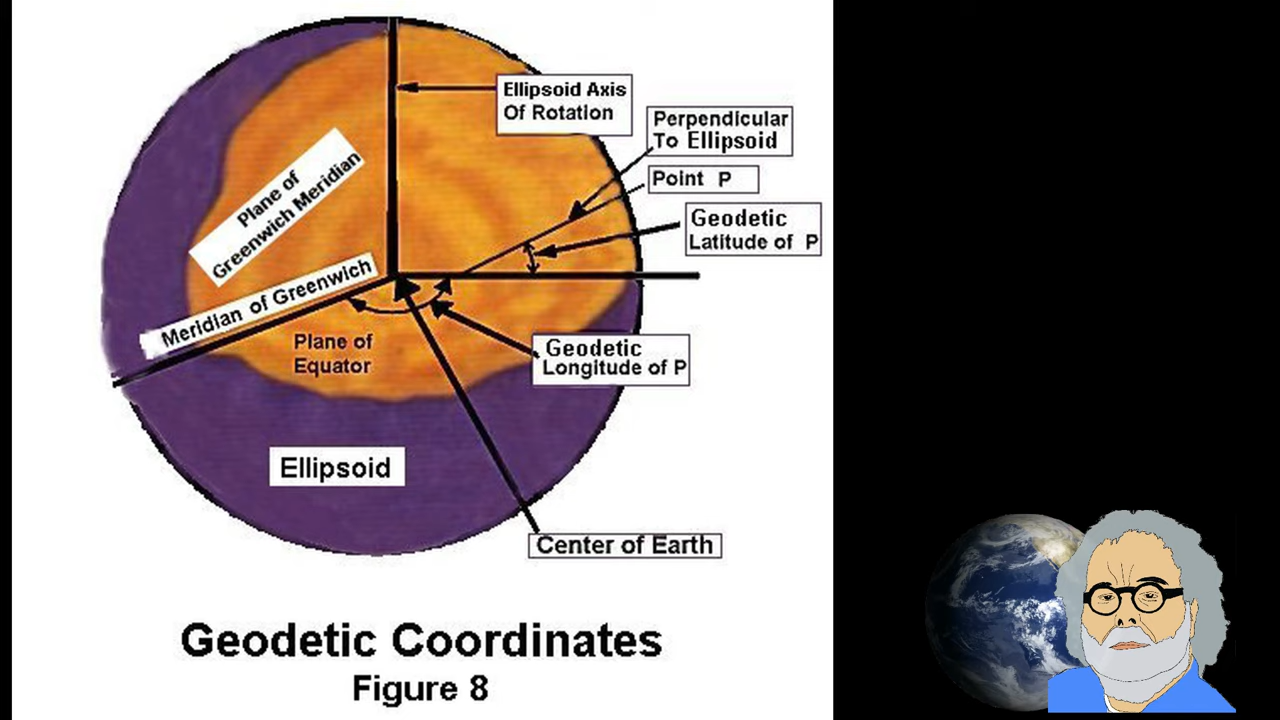 Ellipsoid Axis
Of Rotation
Perpendicular
To Ellipsoid
Point P
Geodetic
Latitude of P
Plane of
Greenwich Meridian
Meridian of Greenwich
Plane of
Equator
Geodetic
Longitude of P
Ellipsoid
Center of Earth
Geodetic Coordinates
Figure 8